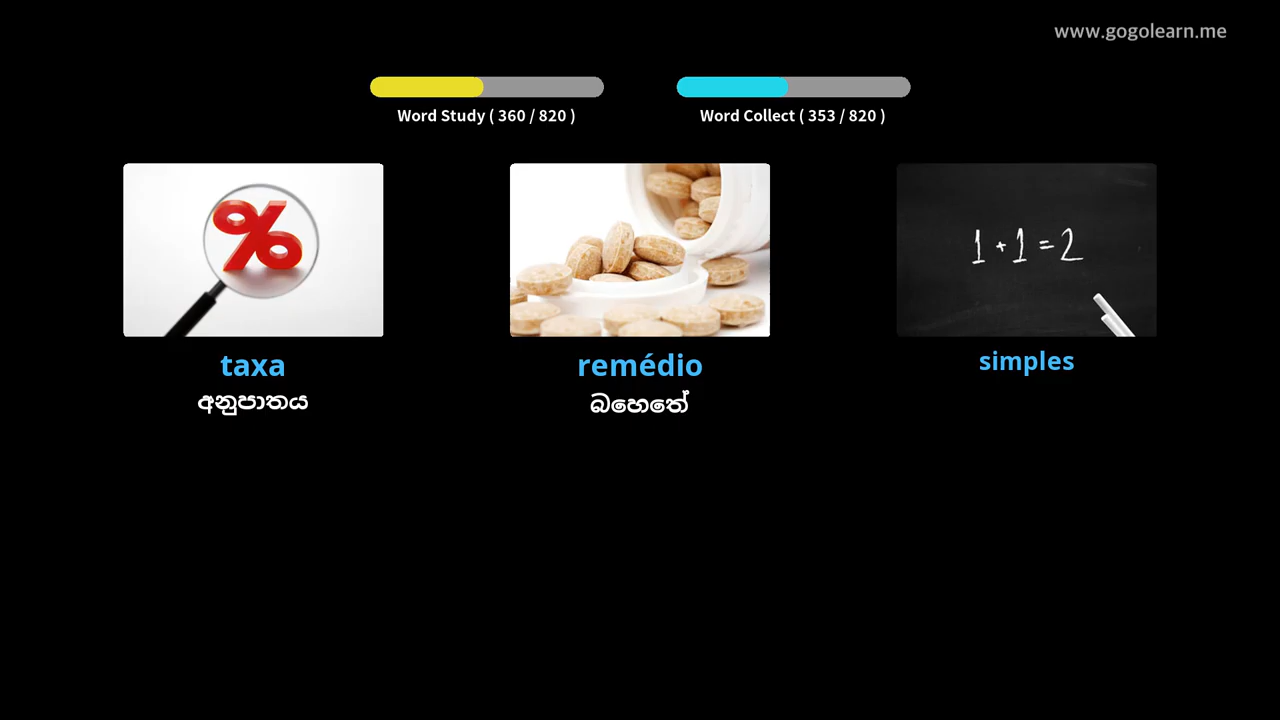 www.gogolearn.me
Word Study ( 360 / 820 )
Word Collect ( 353 / 820 )
%
1 + 1 = 2
taxa
remédio
simples
අනුපාතය
බෙහෙත්